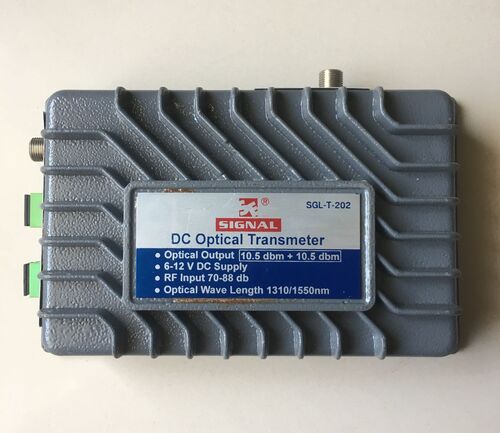 SGL-T-202
®
SIGNAL
DC Optical Transmeter
• Optical Output 10.5 dbm + 10.5 dbm
• 6-12 V DC Supply
• RF Input 70-88 db
• Optical Wave Length 1310/1550nm